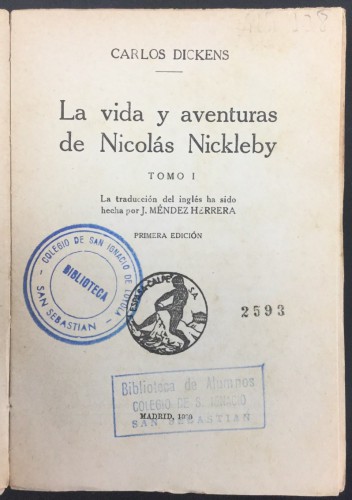 CARLOS DICKENS
La vida y aventuras
de Nicolás Nickleby
TOMO I
La traducción del inglés ha sido
hecha por J. MÉNDEZ HERRERA
PRIMERA EDICIÓN
COLEGIO DE SAN IGNACIO DE LOYOLA
BIBLIOTECA
SAN SEBASTIAN
ESPASA-CALPE S.A.
2593
Biblioteca de Alumnos
COLEGIO DE S. IGNACIO
SAN SEBASTIAN
MADRID,